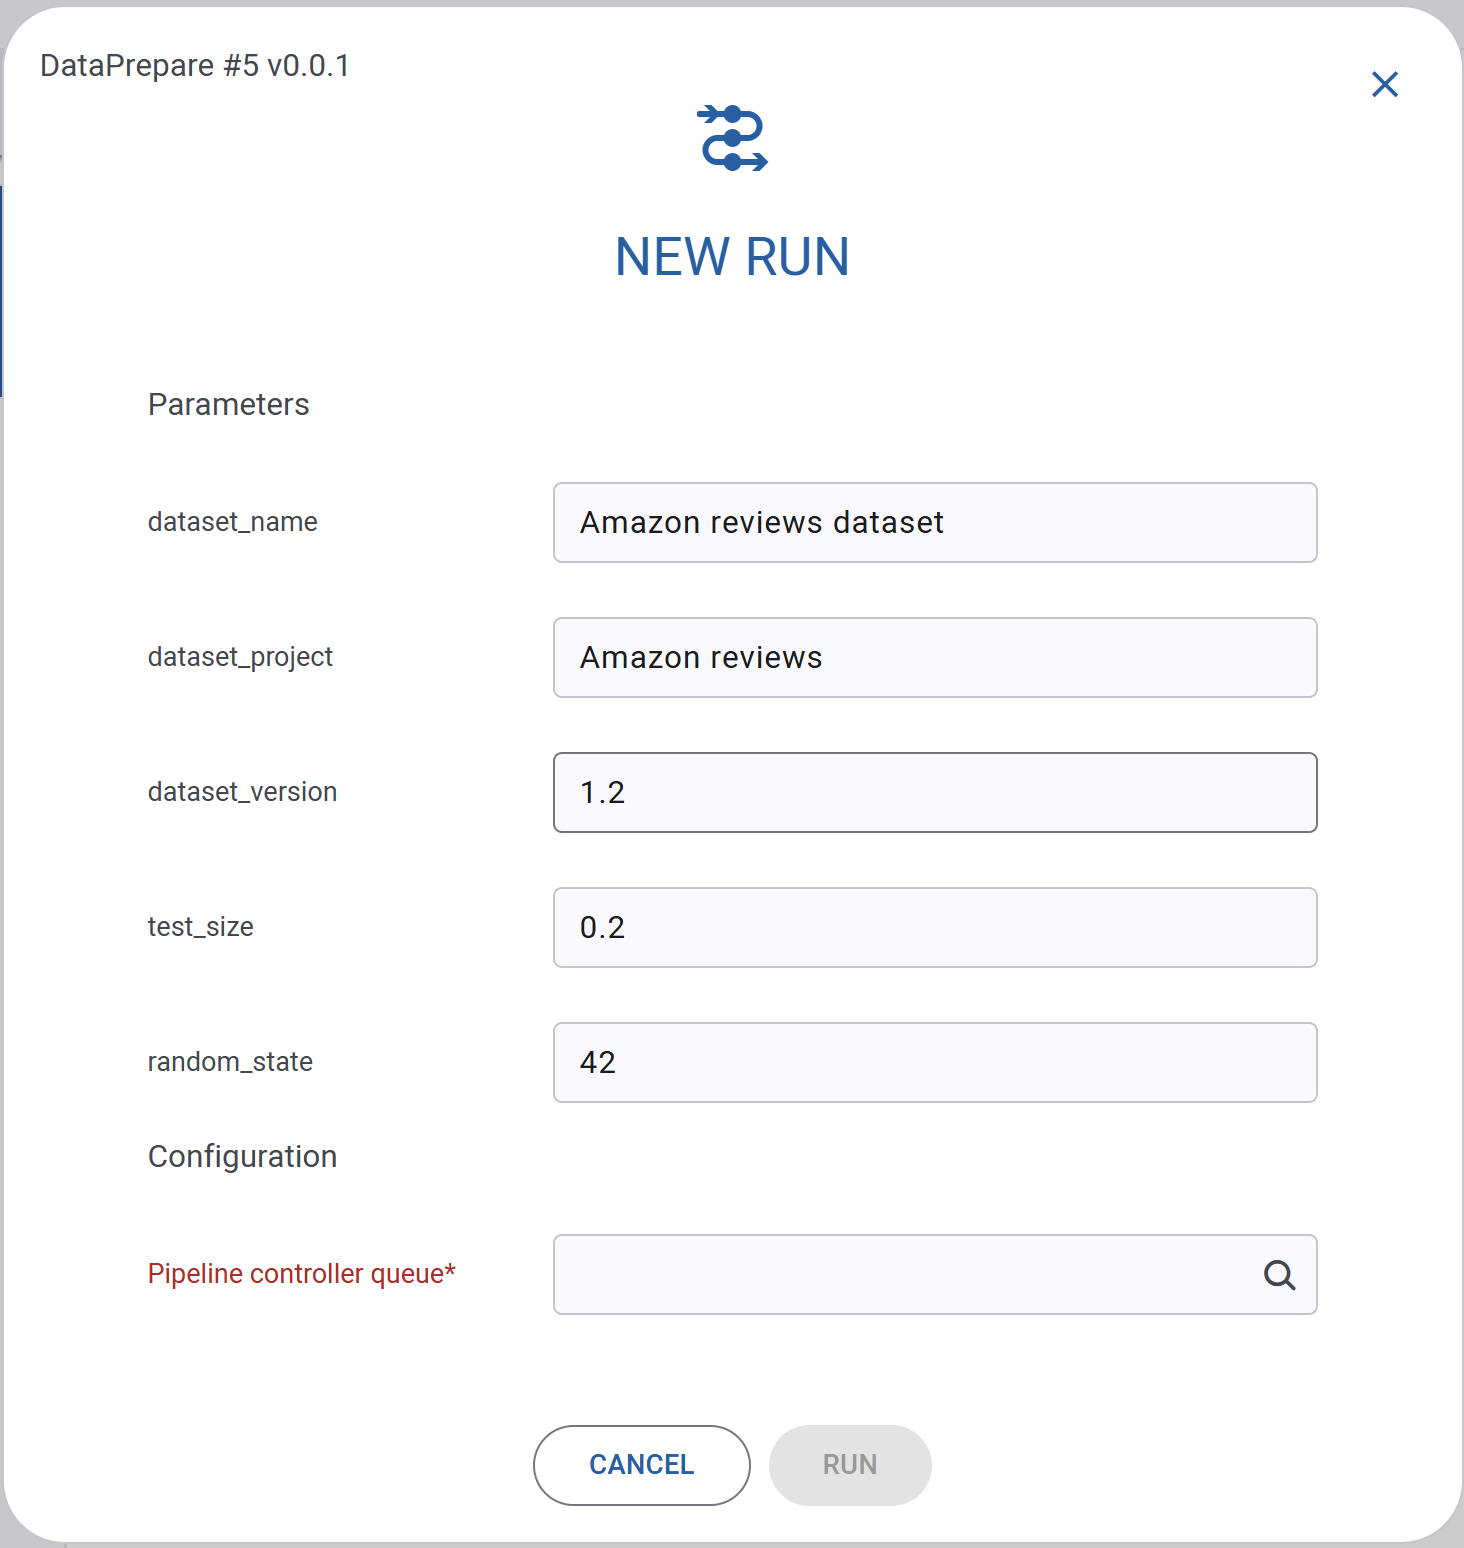 DataPrepare #5 v0.0.1
NEW RUN
Parameters
dataset_name
Amazon reviews dataset
dataset_project
Amazon reviews
dataset_version
1.2
test_size
0.2
random_state
42
Configuration
Pipeline controller queue*
CANCEL
RUN